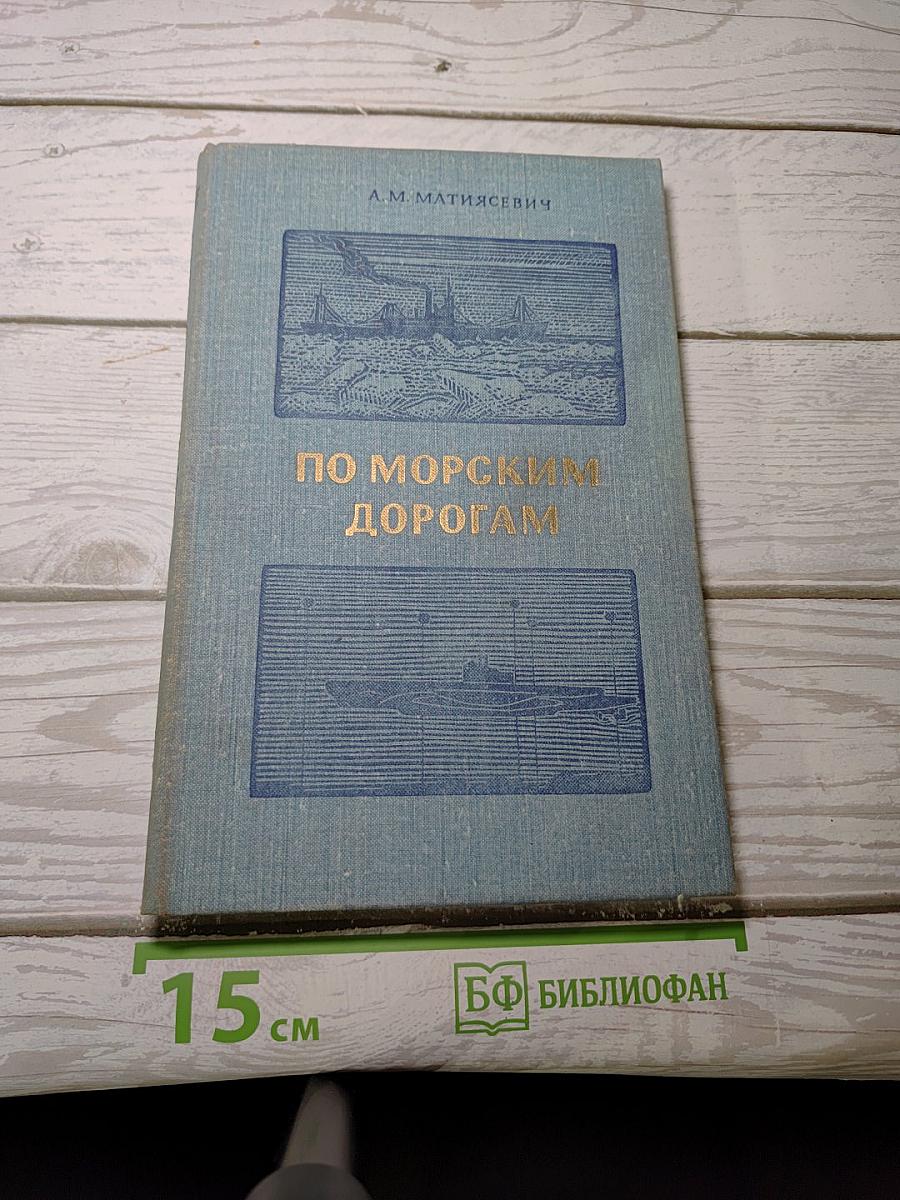 А. М. МАТИЯСЕВИЧ
ПО МОРСКИМ
ДОРОГАМ
15 см
БФ БИБЛИОФАН